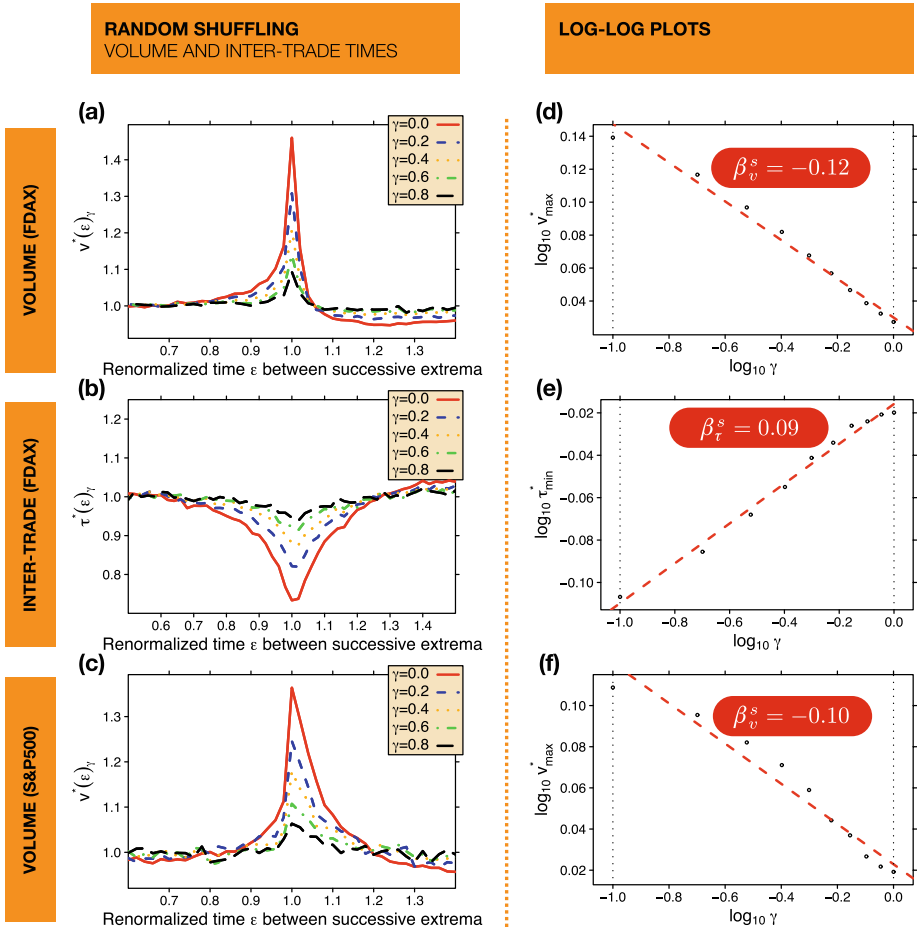 RANDOM SHUFFLING
VOLUME AND INTER-TRADE TIMES
LOG-LOG PLOTS
VOLUME (FDAX)
(a)
v*(ε)γ
1.4
1.3
1.2
1.1
1.0
γ=0.0
γ=0.2
γ=0.4
γ=0.6
γ=0.8
0.7 0.8 0.9 1.0 1.1 1.2 1.3
Renormalized time ε between successive extrema
(d)
log10 v*max
0.14
0.12
0.10
0.08
0.06
0.04
β_v^s = −0.12
−1.0 −0.8 −0.6 −0.4 −0.2 0.0
log10 γ
INTER-TRADE (FDAX)
(b)
τ*(ε)γ
1.2
1.1
1.0
0.9
0.8
γ=0.0
γ=0.2
γ=0.4
γ=0.6
γ=0.8
0.7 0.8 0.9 1.0 1.1 1.2 1.3 1.4
Renormalized time ε between successive extrema
(e)
log10 τ*min
−0.02
−0.04
−0.06
−0.08
−0.10
β_τ^s = 0.09
−1.0 −0.8 −0.6 −0.4 −0.2 0.0
log10 γ
VOLUME (S&P500)
(c)
v*(ε)γ
1.3
1.2
1.1
1.0
γ=0.0
γ=0.2
γ=0.4
γ=0.6
γ=0.8
0.7 0.8 0.9 1.0 1.1 1.2 1.3
Renormalized time ε between successive extrema
(f)
log10 v*max
0.10
0.08
0.06
0.04
0.02
β_v^s = −0.10
−1.0 −0.8 −0.6 −0.4 −0.2 0.0
log10 γ